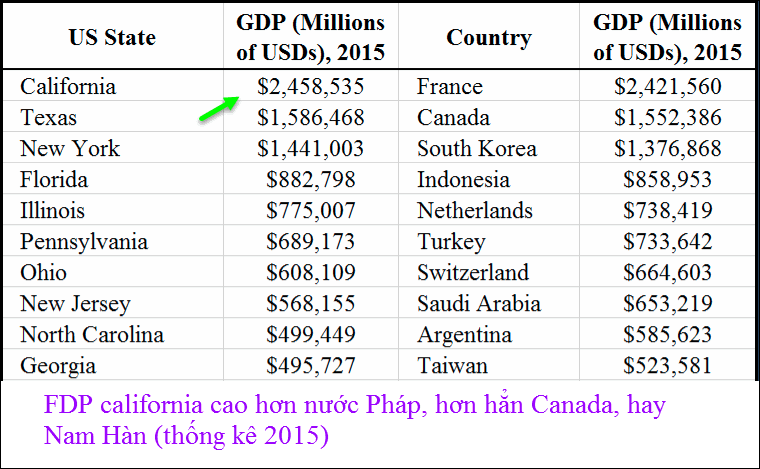 US State GDP (Millions of USDs), 2015 Country GDP (Millions of USDs), 2015
California $2,458,535 France $2,421,560
Texas $1,586,468 Canada $1,552,386
New York $1,441,003 South Korea $1,376,868
Florida $882,798 Indonesia $858,953
Illinois $775,007 Netherlands $738,419
Pennsylvania $689,173 Turkey $733,642
Ohio $608,109 Switzerland $664,603
New Jersey $568,155 Saudi Arabia $653,219
North Carolina $499,449 Argentina $585,623
Georgia $495,727 Taiwan $523,581
FDP california cao hơn nước Pháp, hơn hẳn Canada, hay
Nam Hàn (thống kê 2015)